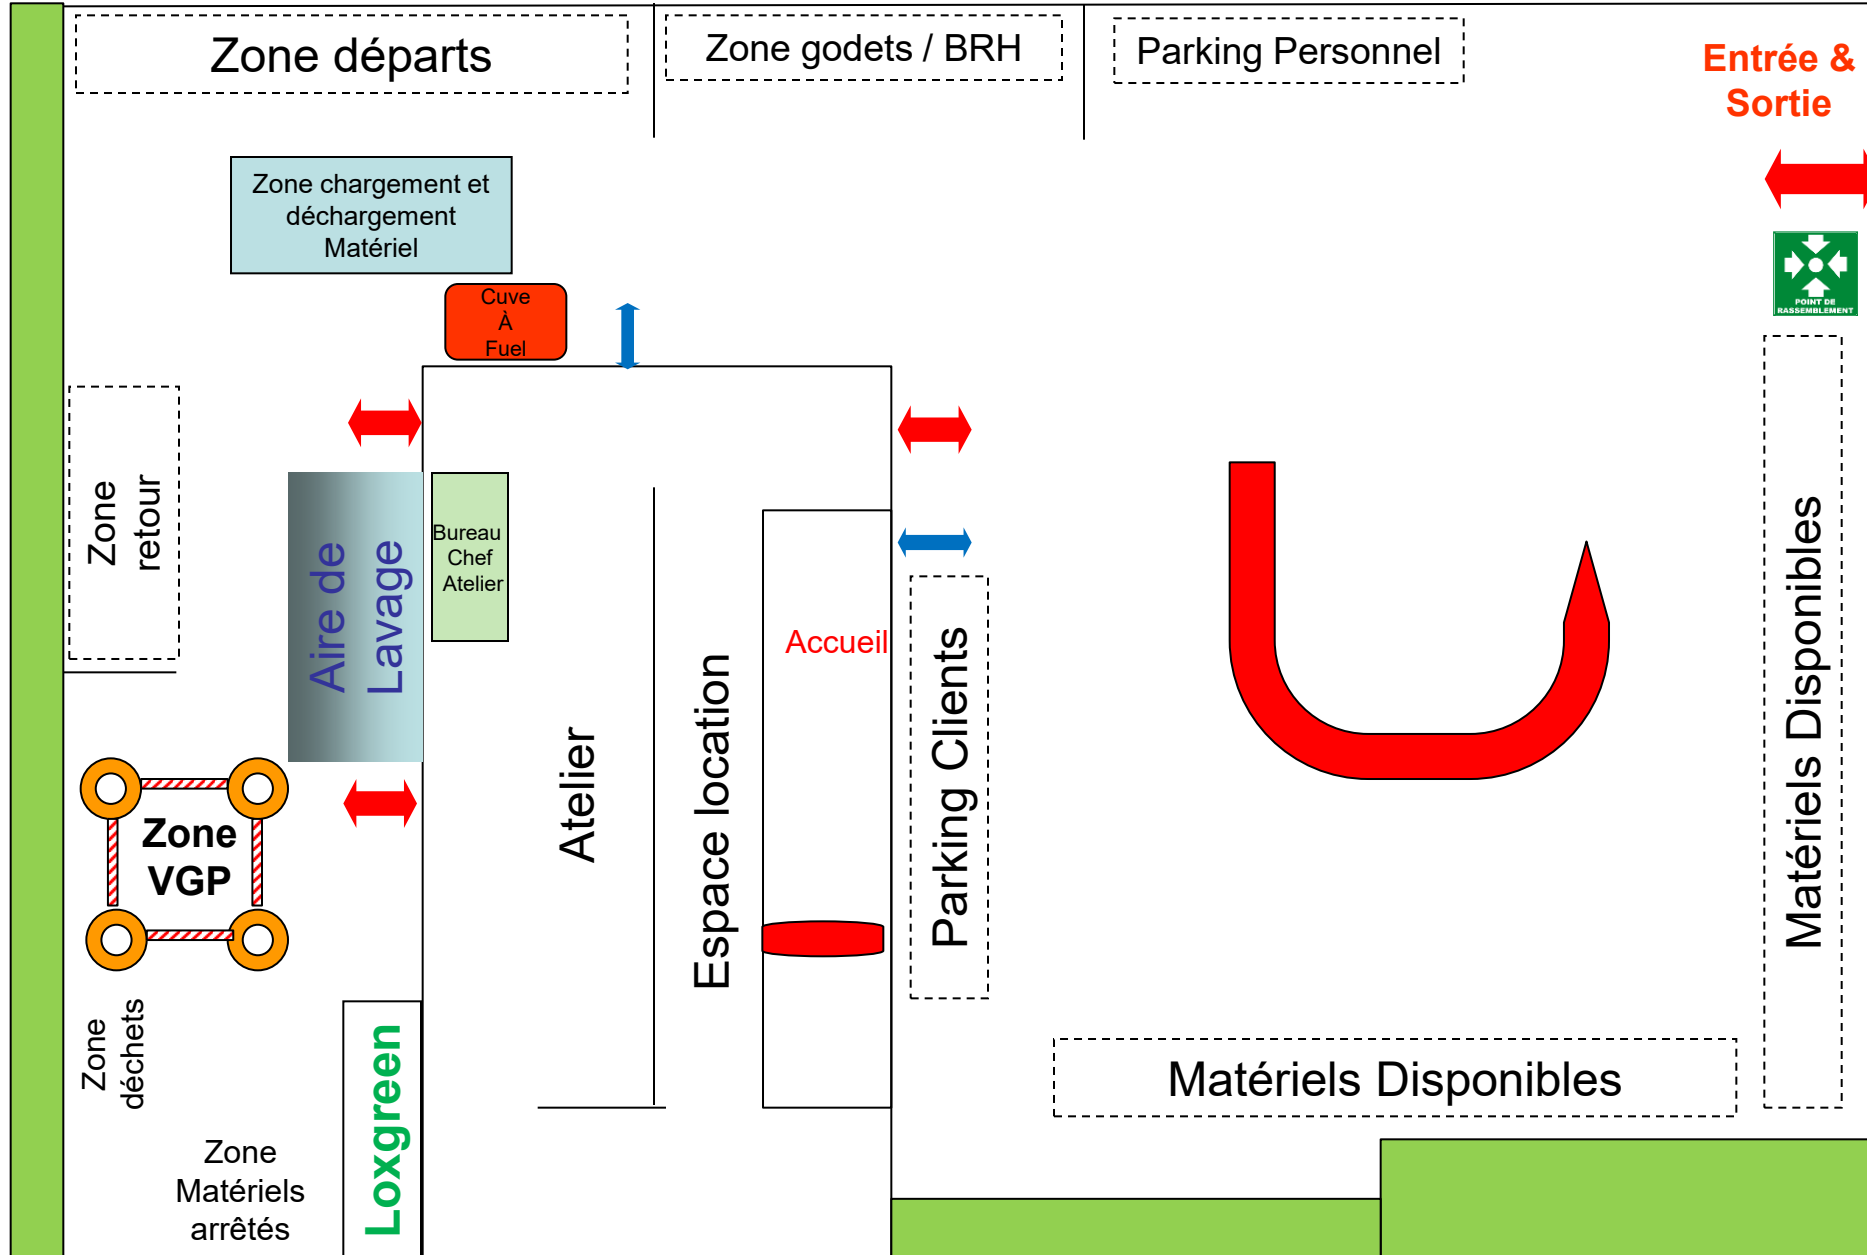 Zone départs
Zone godets / BRH
Parking Personnel
Entrée &
Sortie
Zone chargement et
déchargement
Matériel
POINT DE
RASSEMBLEMENT
Cuve
À
Fuel
Zone
retour
Aire de
Lavage
Bureau
Chef
Atelier
Accueil
Atelier
Espace location
Parking Clients
Matériels Disponibles
Zone
VGP
Zone
déchets
Loxgreen
Matériels Disponibles
Zone
Matériels
arrêtés